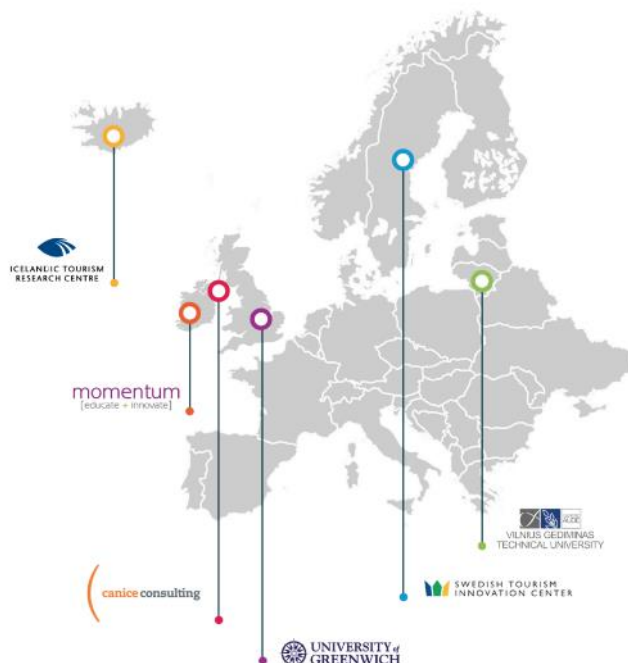 ICELANDIC TOURISM
RESEARCH CENTRE
momentum
[educate + innovate]
VILNIUS GEDIMINAS
TECHNICAL UNIVERSITY
canice consulting
SWEDISH TOURISM
INNOVATION CENTER
UNIVERSITY of
GREENWICH